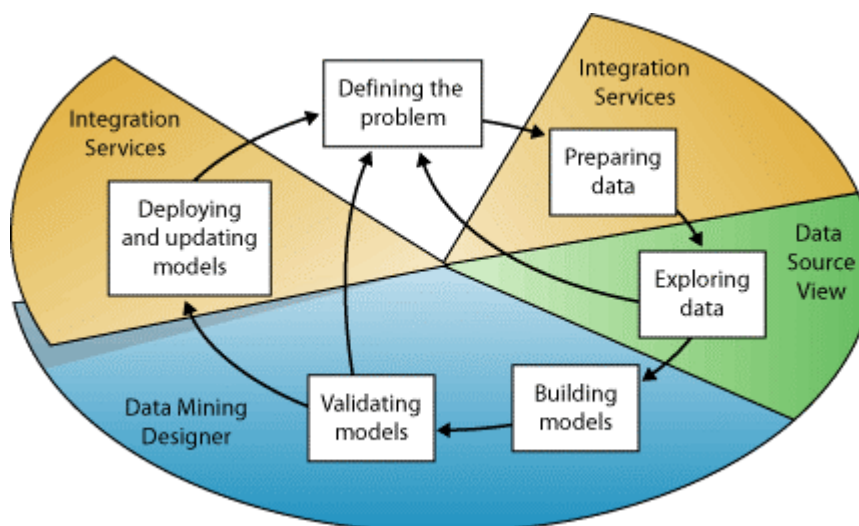 Defining the
problem
Integration
Services
Preparing
data
Data
Source
View
Exploring
data
Building
models
Validating
models
Data Mining
Designer
Deploying
and updating
models
Integration
Services